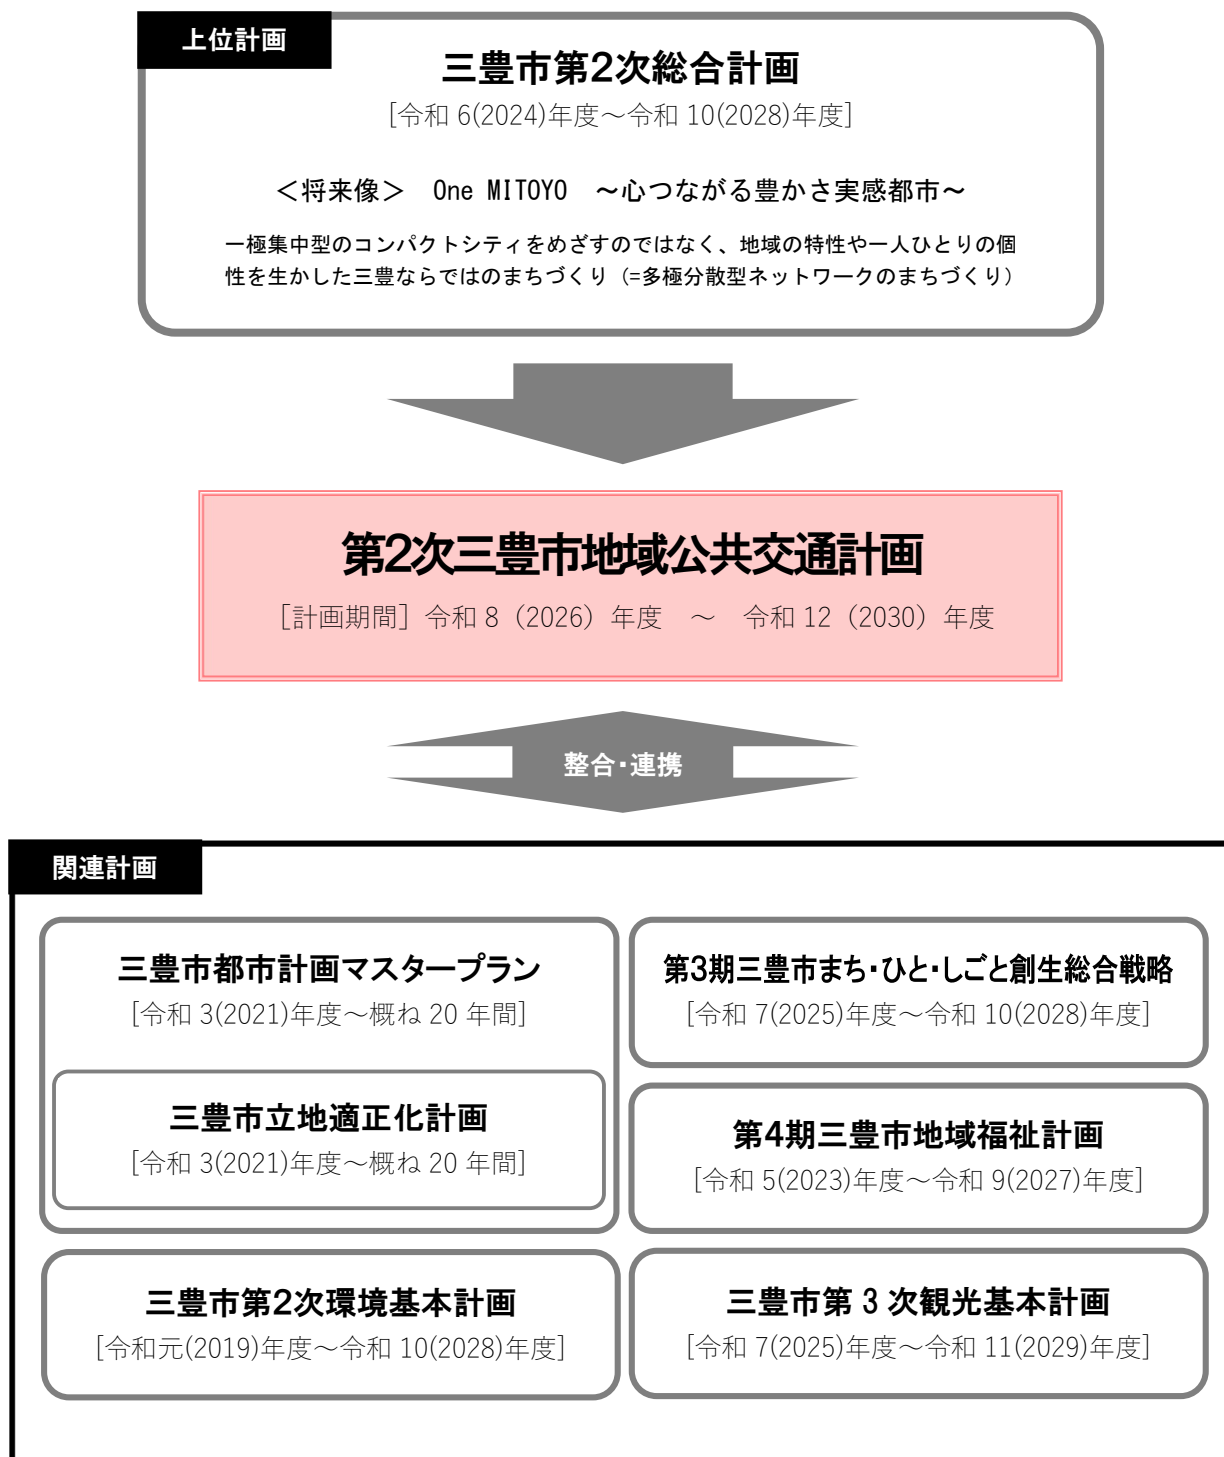 上位計画
三豊市第2次総合計画
[令和 6(2024)年度～令和 10(2028)年度]
＜将来像＞　One MITOYO　～心つながる豊かさ実感都市～
一極集中型のコンパクトシティをめざすのではなく、地域の特性や一人ひとりの個
性を生かした三豊ならではのまちづくり（=多極分散型ネットワークのまちづくり）
第2次三豊市地域公共交通計画
［計画期間］令和 8（2026）年度　～　令和 12（2030）年度
整合・連携
関連計画
三豊市都市計画マスタープラン
[令和 3(2021)年度～概ね 20 年間]
三豊市立地適正化計画
[令和 3(2021)年度～概ね 20 年間]
第3期三豊市まち・ひと・しごと創生総合戦略
[令和 7(2025)年度～令和 10(2028)年度]
第4期三豊市地域福祉計画
[令和 5(2023)年度～令和 9(2027)年度]
三豊市第2次環境基本計画
[令和元(2019)年度～令和 10(2028)年度]
三豊市第 3 次観光基本計画
[令和 7(2025)年度～令和 11(2029)年度]